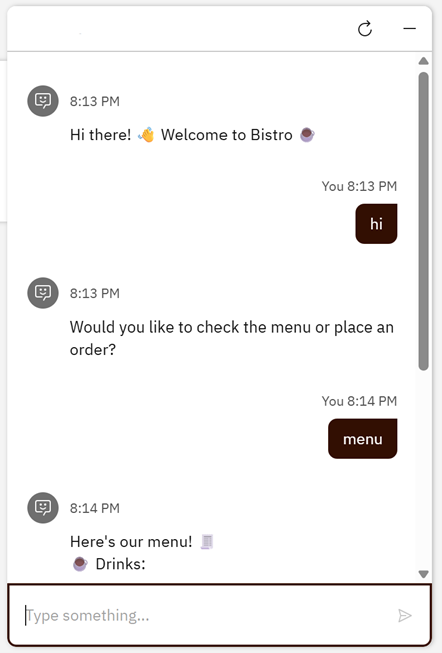 8:13 PM
Hi there! 👋 Welcome to Bistro ☕
You 8:13 PM
hi
8:13 PM
Would you like to check the menu or place an
order?
You 8:14 PM
menu
8:14 PM
Here's our menu! 🧾
☕ Drinks:
Type something...